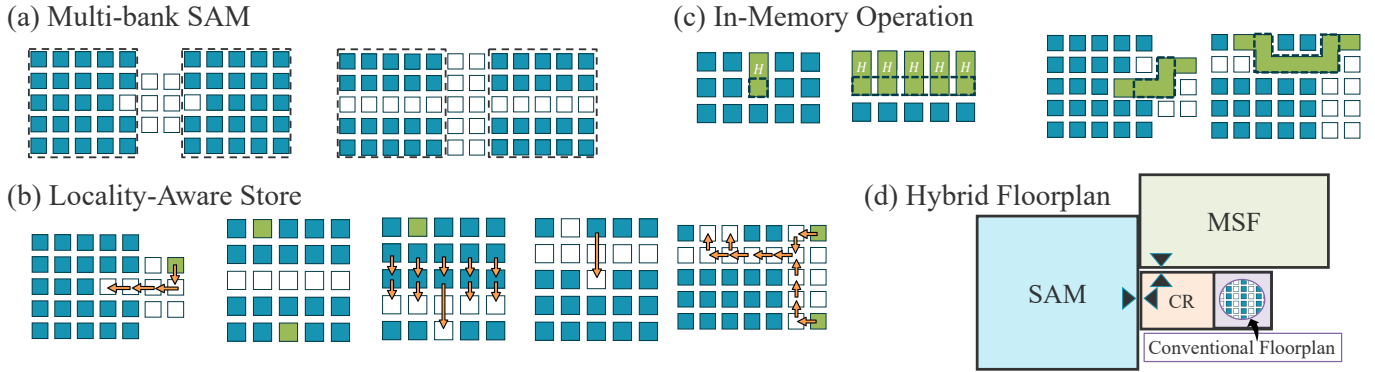 (a) Multi-bank SAM
(c) In-Memory Operation
H
H H H H H
(b) Locality-Aware Store
(d) Hybrid Floorplan
MSF
SAM
CR
Conventional Floorplan